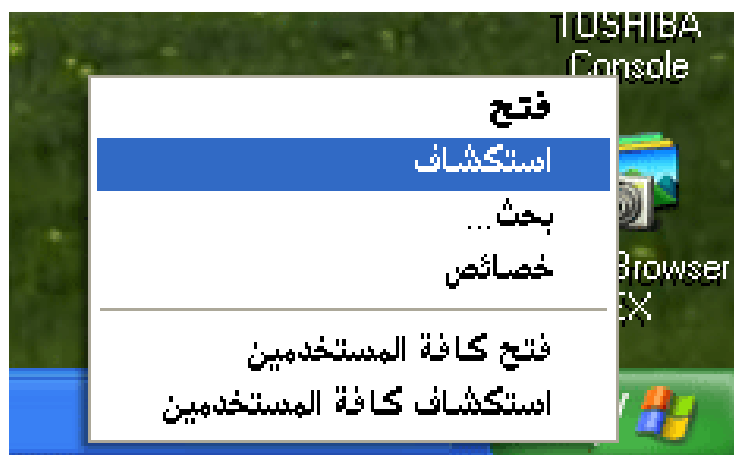 TOSHIBA
Console
فتح
استكشاف
بحث...
خصائص
Browser
EX
فتح كافة المستخدمين
استكشاف كافة المستخدمين